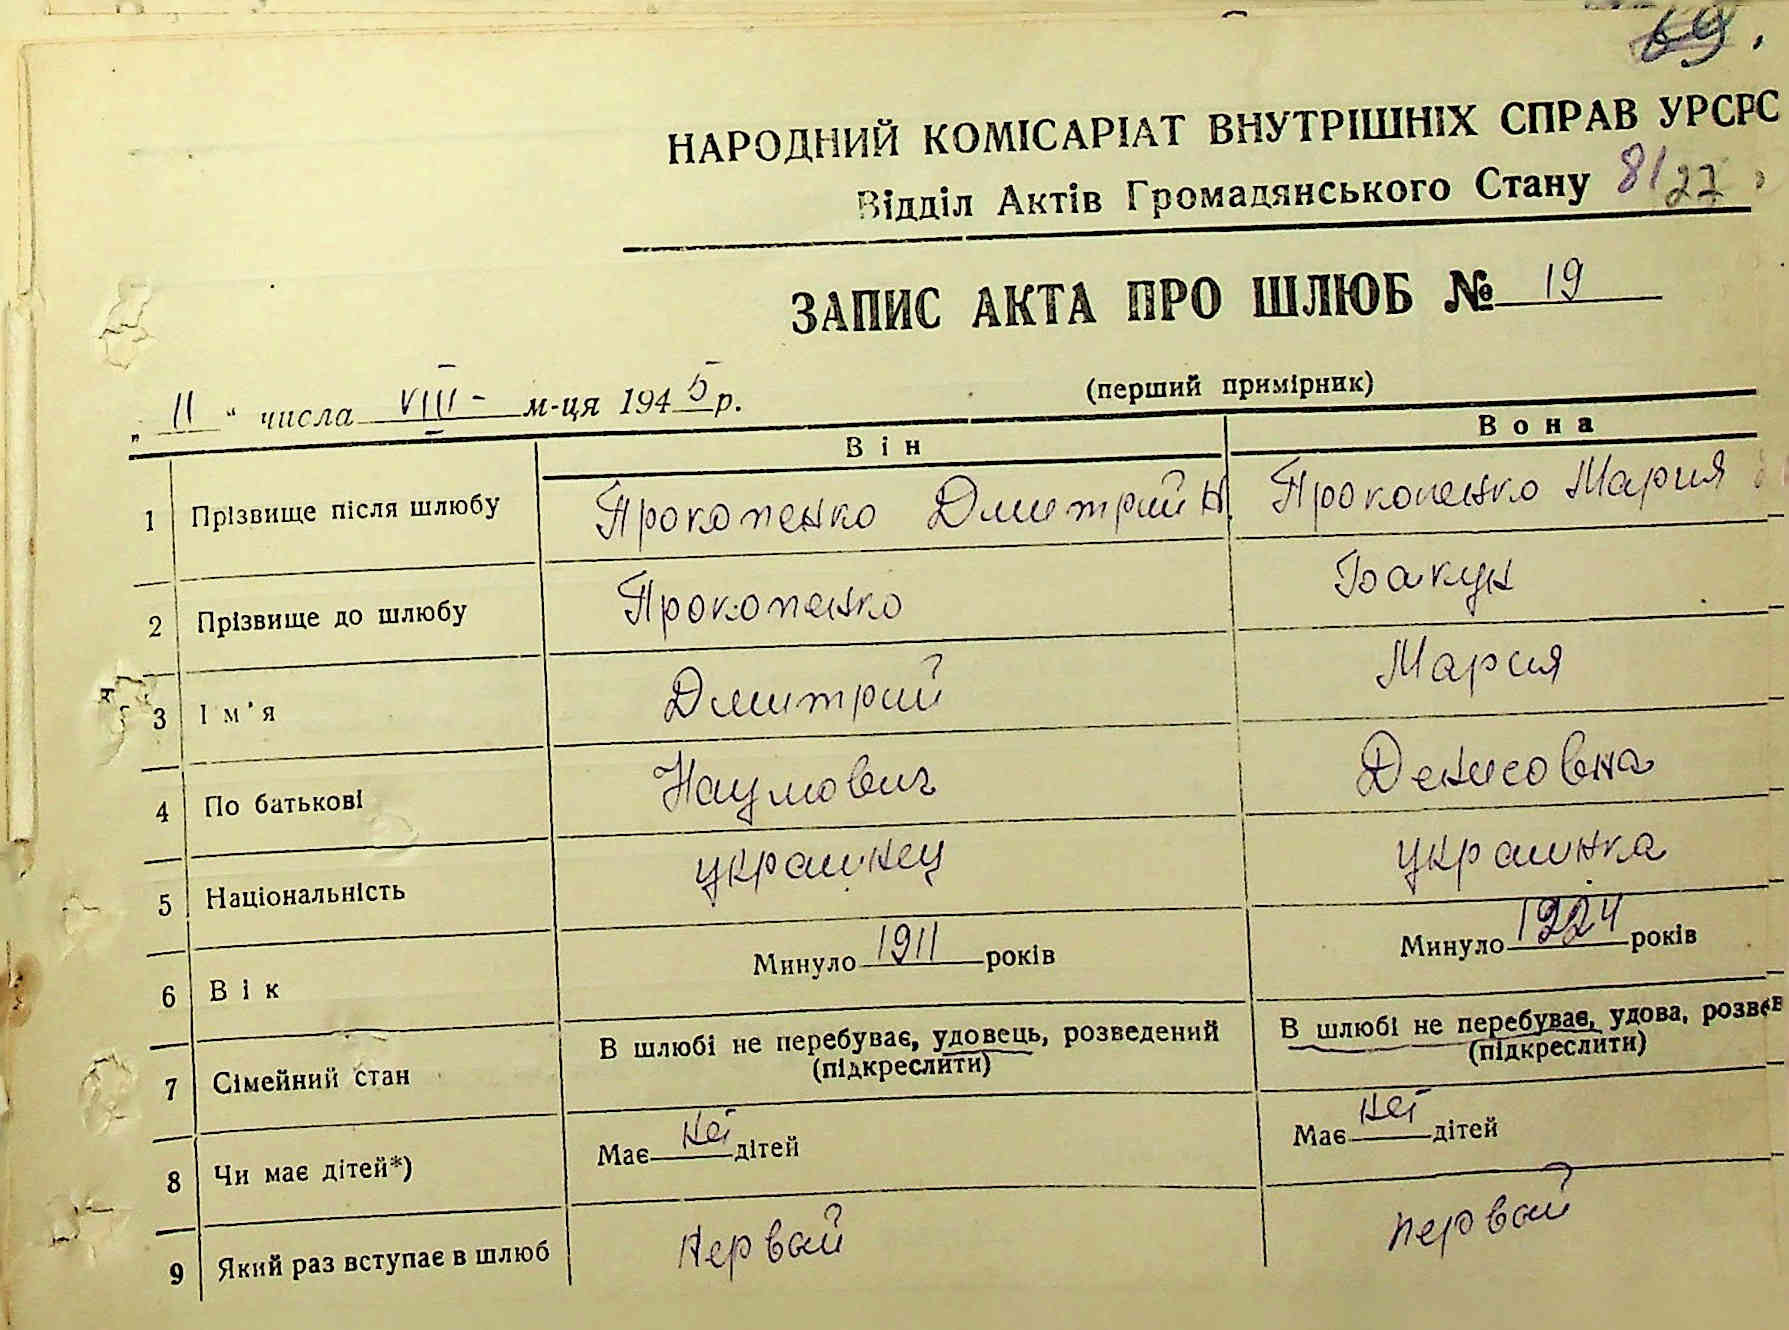 69.
НАРОДНИЙ КОМІСАРІАТ ВНУТРІШНІХ СПРАВ УРСРС
Відділ Актів Громадянського Стану 8/27
ЗАПИС АКТА ПРО ШЛЮБ № 19
(перший примірник)
„ 11 “ числа VIII - м-ця 1945 р.
Він Вона
1 Прізвище після шлюбу Прокопенко Дмитрий Н. Прокопенко Мария
2 Прізвище до шлюбу Прокопенко Бакун
3 Ім'я Дмитрий Мария
4 По батькові Наумович Денисовна
5 Національність украинец украинка
6 Вік Минуло 1911 років Минуло 1924 років
7 Сімейний стан В шлюбі не перебуває, удовець, розведений (підкреслити) В шлюбі не перебуває, удова, розвед (підкреслити)
8 Чи має дітей*) Має нет дітей Має нет дітей
9 Який раз вступає в шлюб первый первый